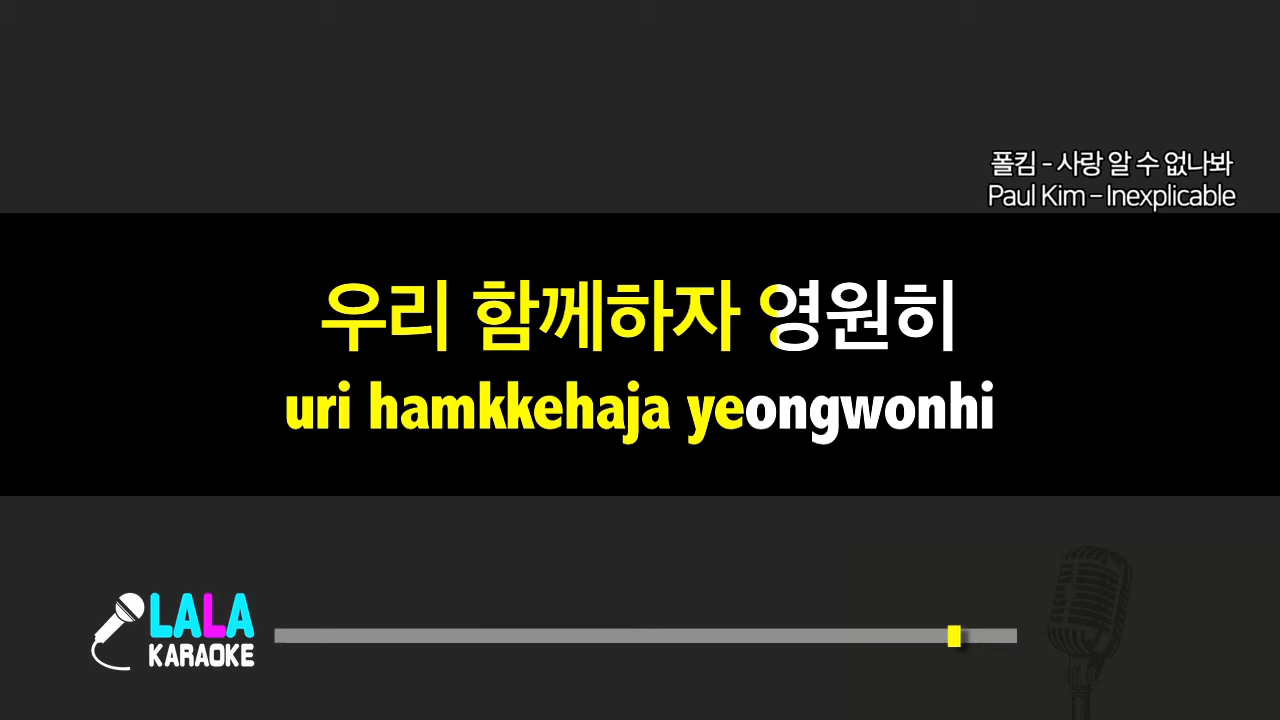 폴킴 - 사랑 알 수 없나봐
Paul Kim – Inexplicable
우리 함께하자 영원히
uri hamkkehaja yeongwonhi
LALA
KARAOKE